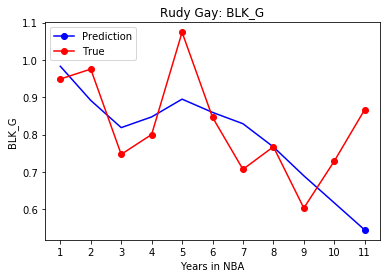 Rudy Gay: BLK_G
Prediction
True
BLK_G
1.1
1.0
0.9
0.8
0.7
0.6
1 2 3 4 5 6 7 8 9 10 11
Years in NBA